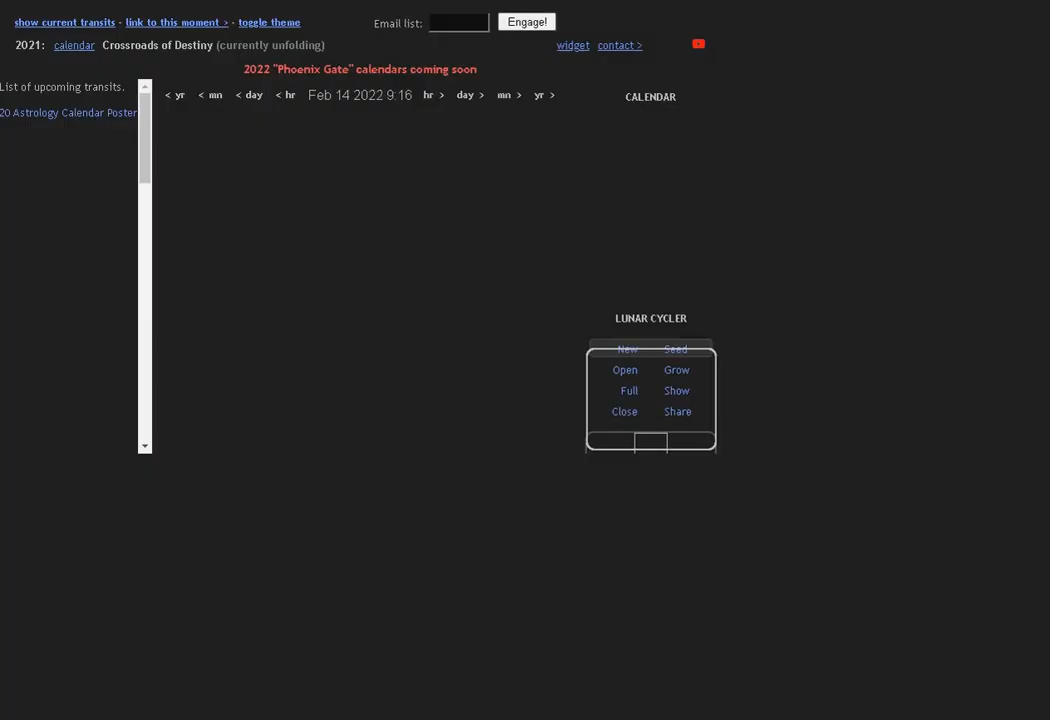 show current transits - link to this moment > - toggle theme
Email list: Engage!
2021: calendar Crossroads of Destiny (currently unfolding) widget contact >
2022 "Phoenix Gate" calendars coming soon
List of upcoming transits.
20 Astrology Calendar Poster
< yr < mn < day < hr Feb 14 2022 9:16 hr > day > mn > yr >
CALENDAR
LUNAR CYCLER
New Seed
Open Grow
Full Show
Close Share